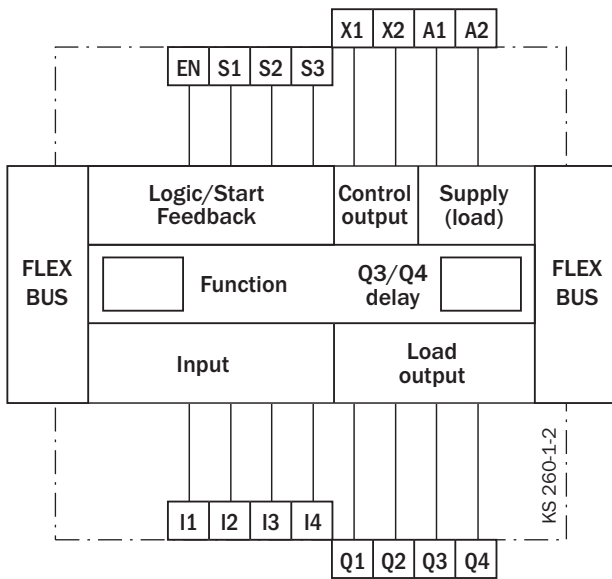 X1 X2 A1 A2
EN S1 S2 S3
Logic/Start
Feedback
Control
output
Supply
(load)
FLEX
BUS
Function
Q3/Q4
delay
FLEX
BUS
Input
Load
output
KS 260-1-2
I1 I2 I3 I4
Q1 Q2 Q3 Q4